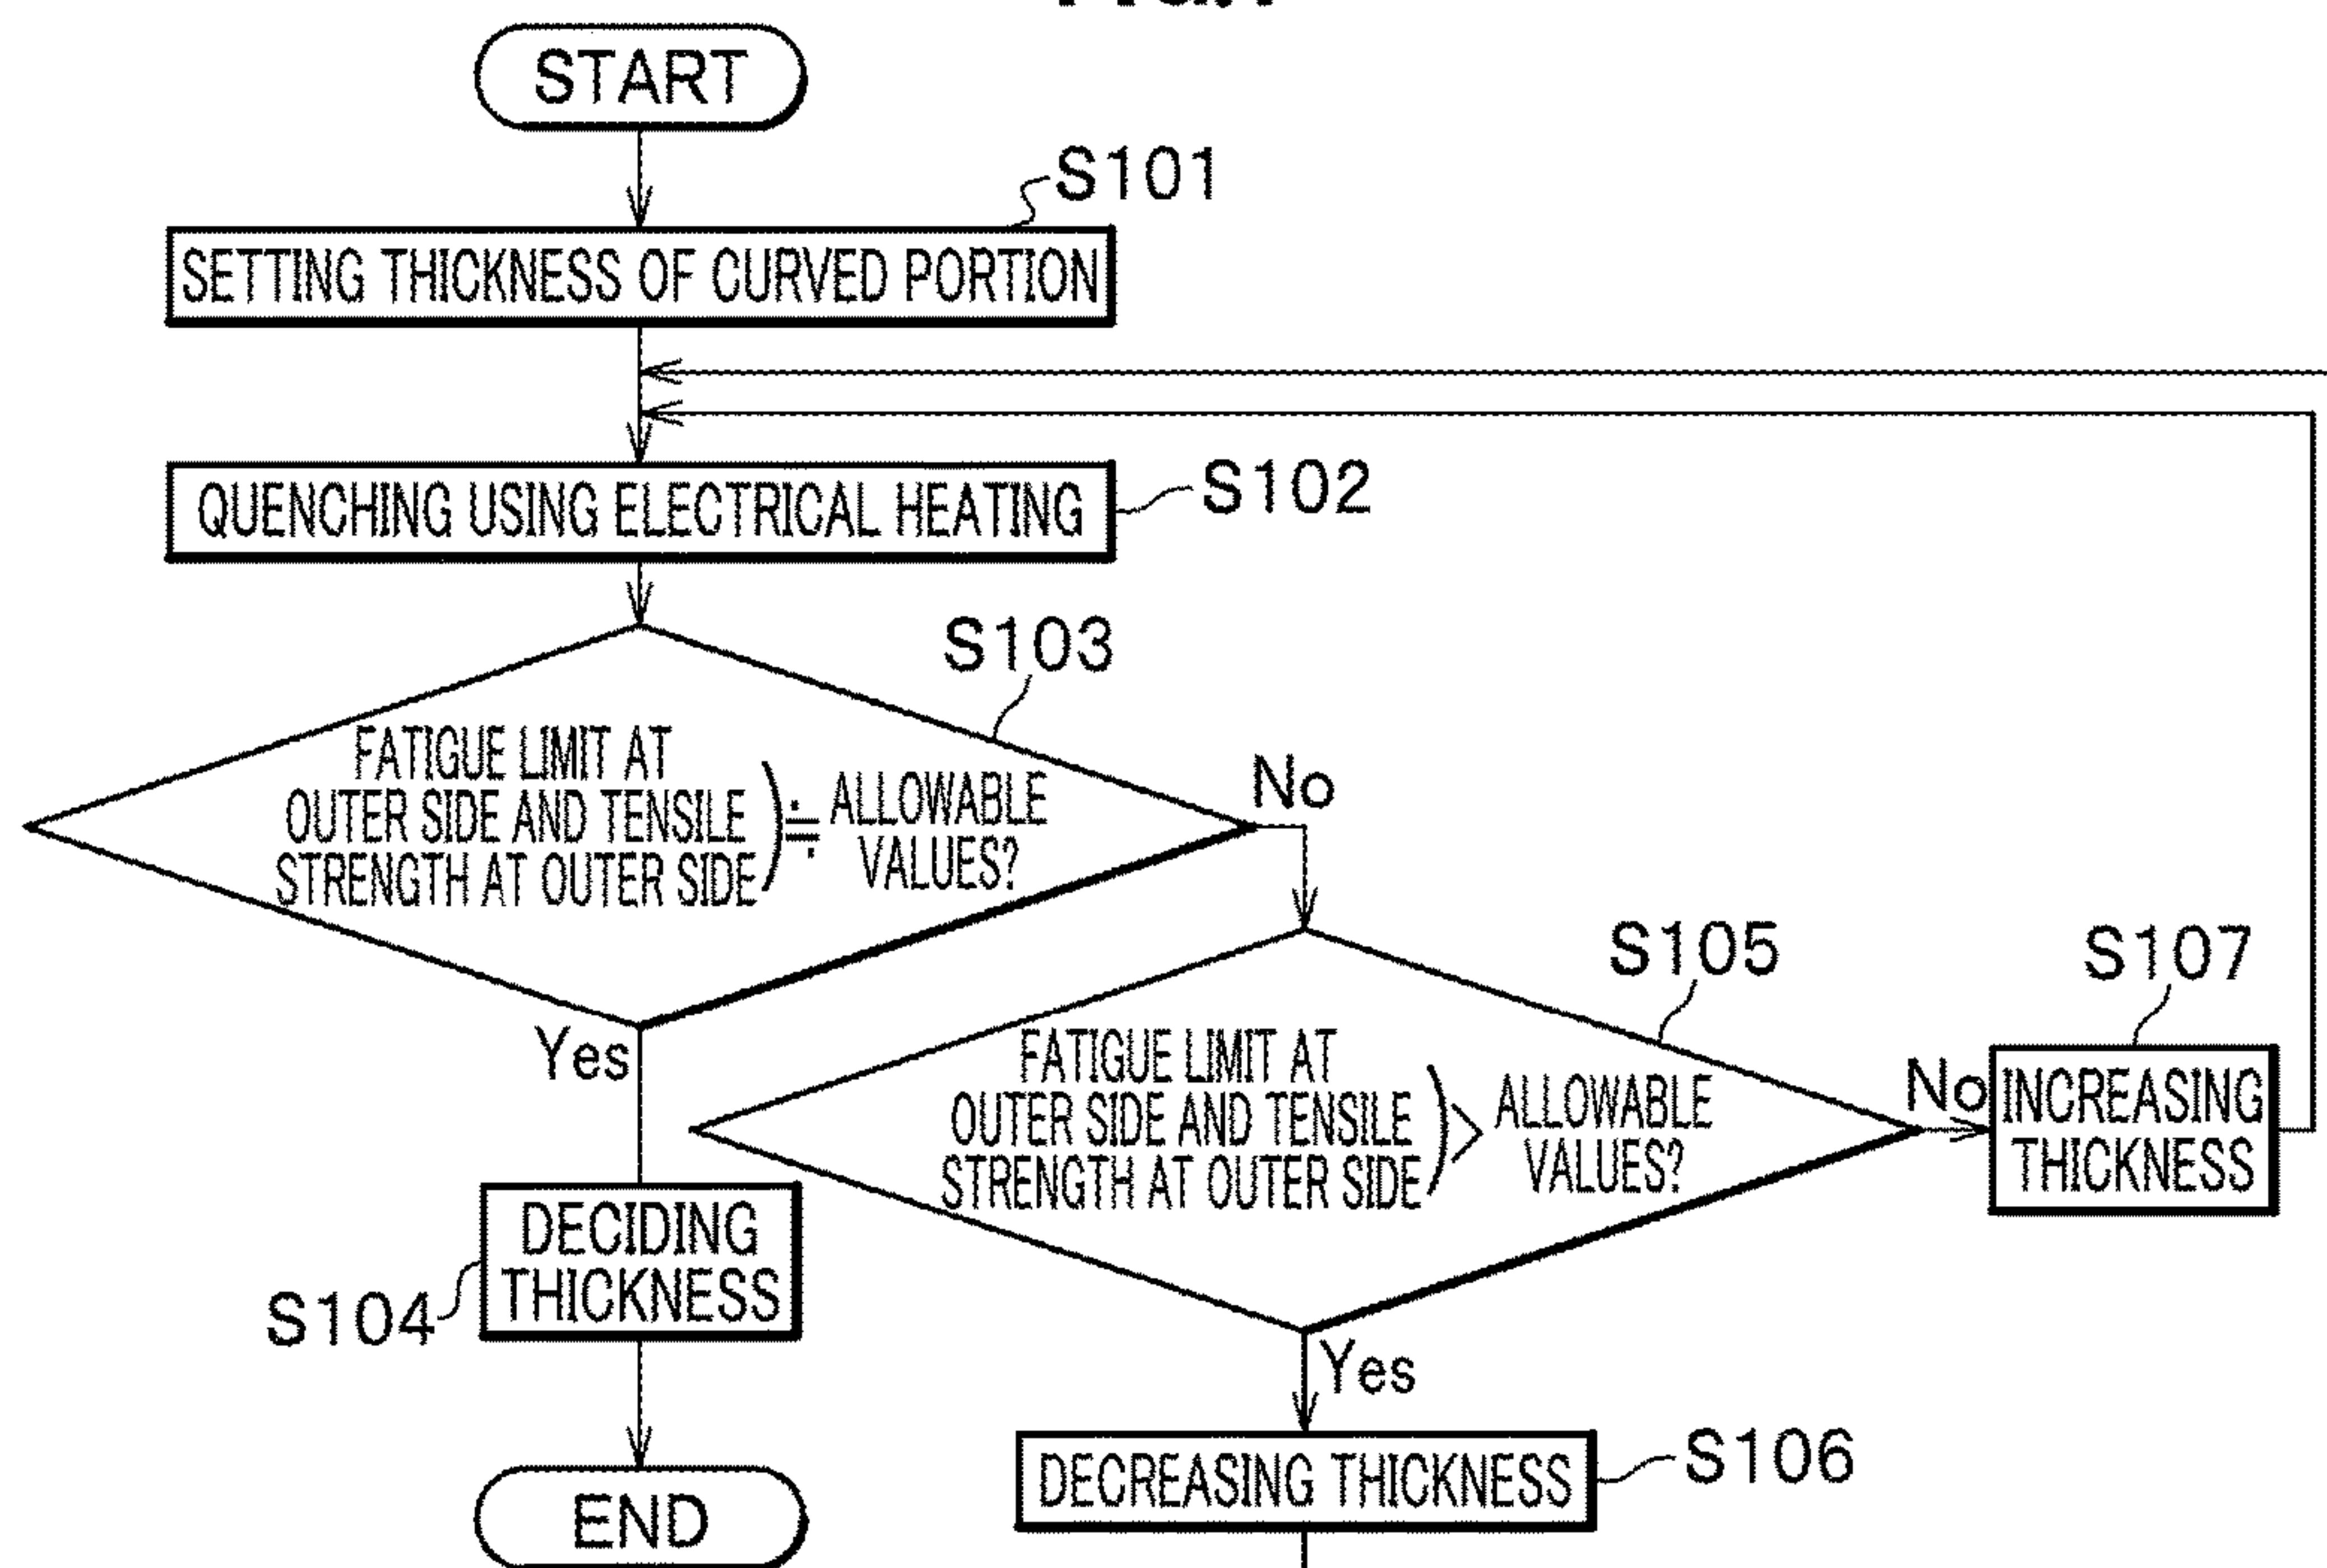 START
S101
SETTING THICKNESS OF CURVED PORTION
QUENCHING USING ELECTRICAL HEATING
S102
S103
FATIGUE LIMIT AT
OUTER SIDE AND TENSILE
STRENGTH AT OUTER SIDE
) ≒
ALLOWABLE
VALUES?
No
Yes
S105
FATIGUE LIMIT AT
OUTER SIDE AND TENSILE
STRENGTH AT OUTER SIDE
) >
ALLOWABLE
VALUES?
No
S107
INCREASING
THICKNESS
DECIDING
THICKNESS
S104
Yes
DECREASING THICKNESS
S106
END